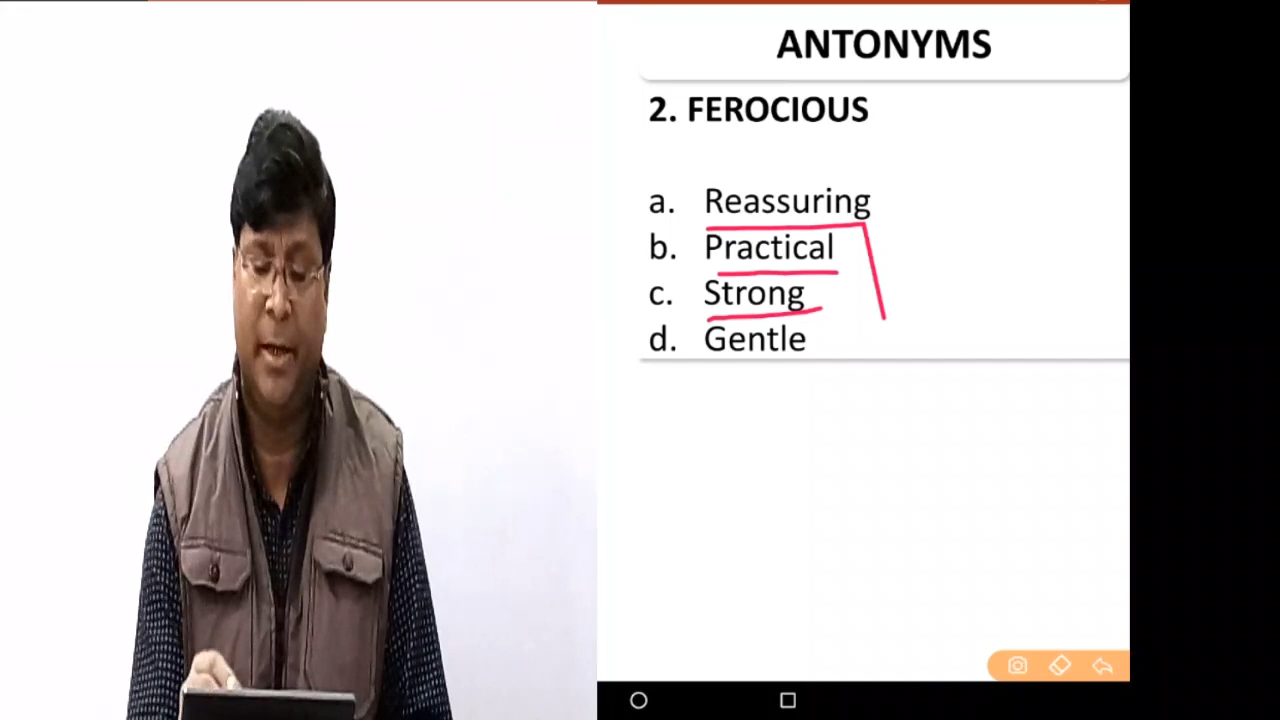 ANTONYMS
2. FEROCIOUS
a. Reassuring
b. Practical
c. Strong
d. Gentle